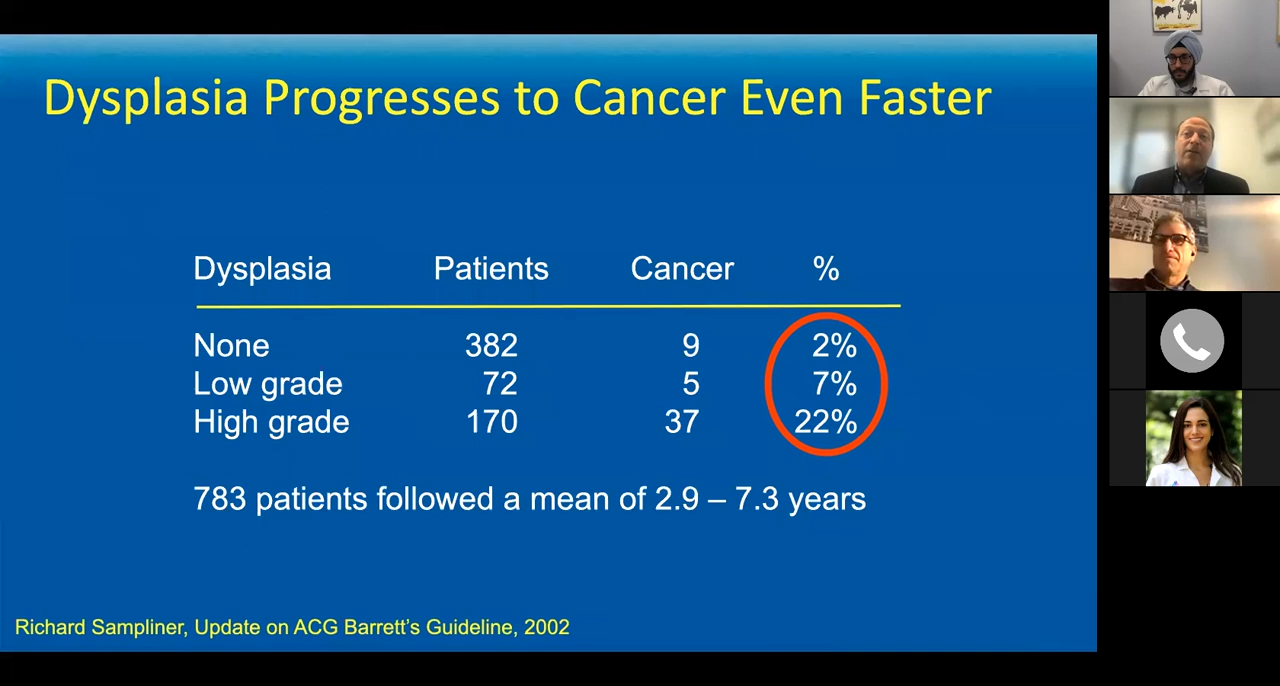 Dysplasia Progresses to Cancer Even Faster
Dysplasia Patients Cancer %
None 382 9 2%
Low grade 72 5 7%
High grade 170 37 22%
783 patients followed a mean of 2.9 – 7.3 years
Richard Sampliner, Update on ACG Barrett's Guideline, 2002